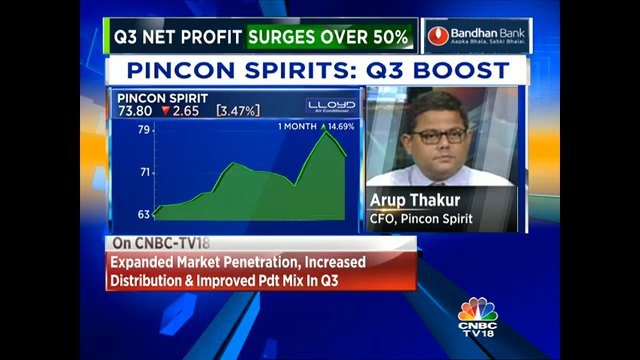 Q3 NET PROFIT SURGES OVER 50%
Bandhan Bank
Aapka Bhala, Sabki Bhalai.
PINCON SPIRITS: Q3 BOOST
PINCON SPIRIT
73.80 ▼ 2.65 [3.47%]
LLOYD
Air Conditioner
1 MONTH ▲ 14.69%
79
71
63
Arup Thakur
CFO, Pincon Spirit
On CNBC-TV18
Expanded Market Penetration, Increased
Distribution & Improved Pdt Mix In Q3
CNBC
TV18